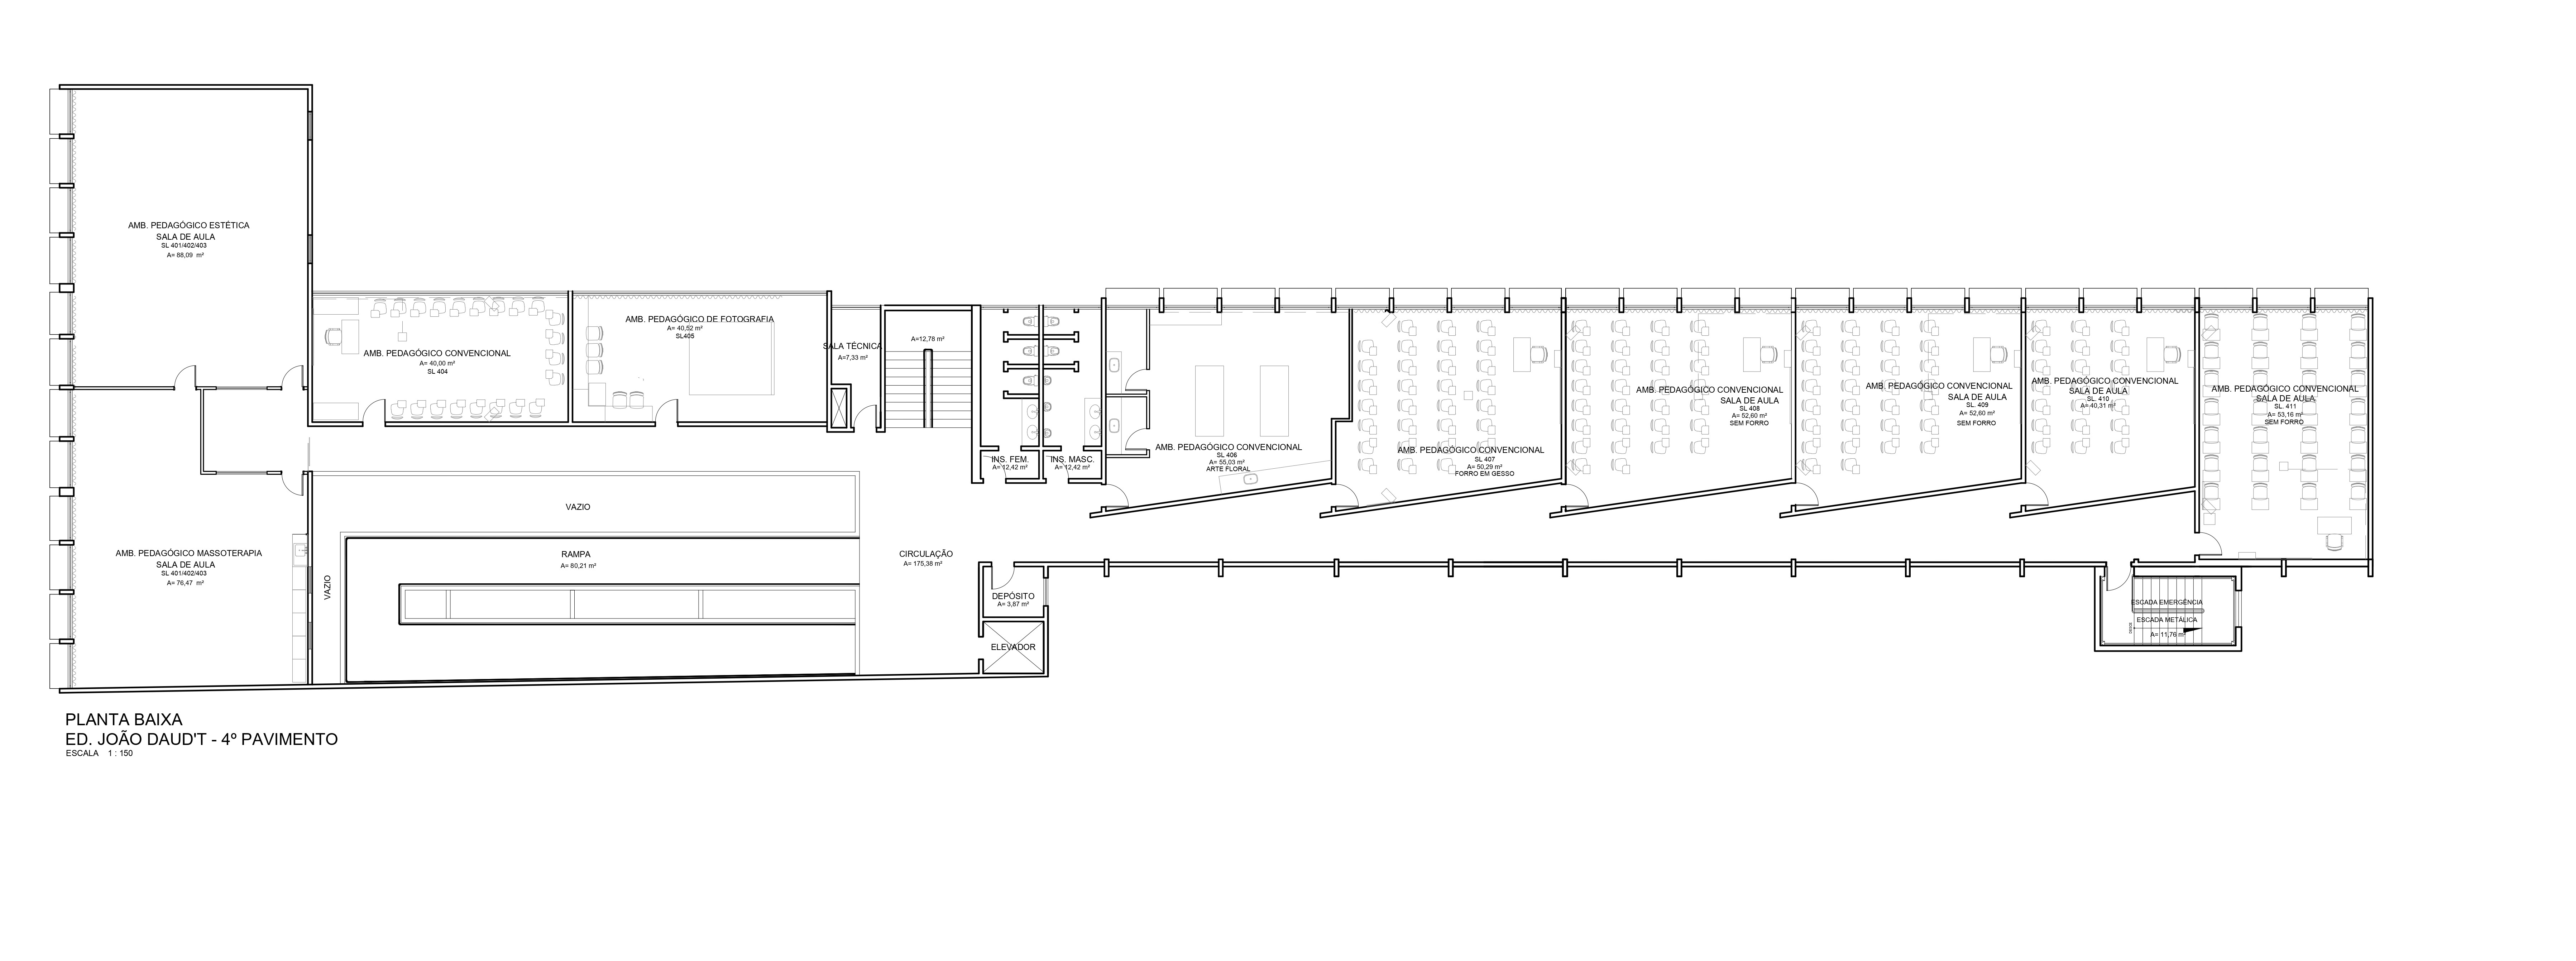 AMB. PEDAGÓGICO ESTÉTICA
SALA DE AULA
SL 401/402/403
A= 88,09 m²
AMB. PEDAGÓGICO CONVENCIONAL
A= 40,00 m²
SL 404
AMB. PEDAGÓGICO DE FOTOGRAFIA
A= 40,52 m²
SL405
SALA TÉCNICA
A=7,33 m²
A=12,78 m²
INS. FEM.
A= 12,42 m²
INS. MASC.
A= 12,42 m²
AMB. PEDAGÓGICO CONVENCIONAL
SL 406
A= 55,03 m²
ARTE FLORAL
AMB. PEDAGÓGICO CONVENCIONAL
SL 407
A= 50,29 m²
FORRO EM GESSO
AMB. PEDAGÓGICO CONVENCIONAL
SALA DE AULA
SL 408
A= 52,60 m²
SEM FORRO
AMB. PEDAGÓGICO CONVENCIONAL
SALA DE AULA
SL. 409
A= 52,60 m²
SEM FORRO
AMB. PEDAGÓGICO CONVENCIONAL
SALA DE AULA
SL. 410
A= 40,31 m²
AMB. PEDAGÓGICO CONVENCIONAL
SALA DE AULA
SL. 411
A= 53,16 m²
SEM FORRO
AMB. PEDAGÓGICO MASSOTERAPIA
SALA DE AULA
SL 401/402/403
A= 76,47 m²
VAZIO
VAZIO
RAMPA
A= 80,21 m²
CIRCULAÇÃO
A= 175,38 m²
DEPÓSITO
A= 3,87 m²
ELEVADOR
ESCADA EMERGÊNCIA
ESCADA METÁLICA
A= 11,76 m²
PLANTA BAIXA
ED. JOÃO DAUD'T - 4º PAVIMENTO
ESCALA 1 : 150